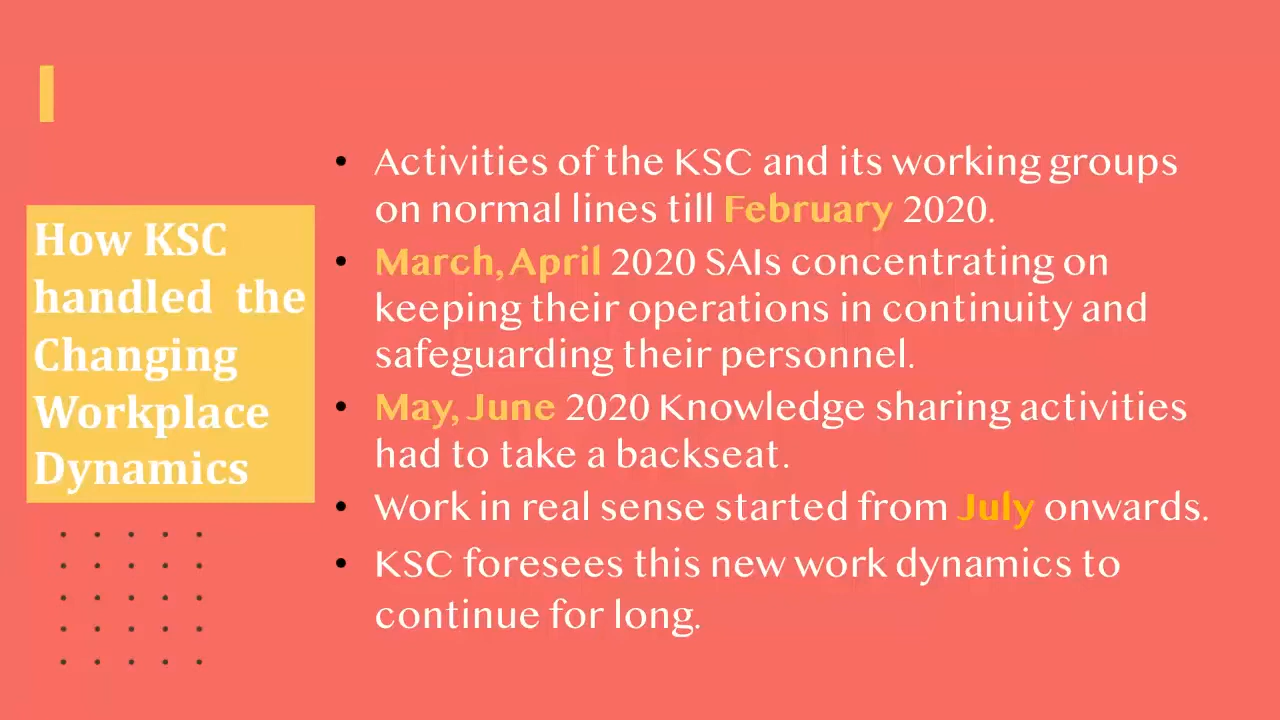 How KSC
handled the
Changing
Workplace
Dynamics
• Activities of the KSC and its working groups
on normal lines till February 2020.
• March, April 2020 SAIs concentrating on
keeping their operations in continuity and
safeguarding their personnel.
• May, June 2020 Knowledge sharing activities
had to take a backseat.
• Work in real sense started from July onwards.
• KSC foresees this new work dynamics to
continue for long.